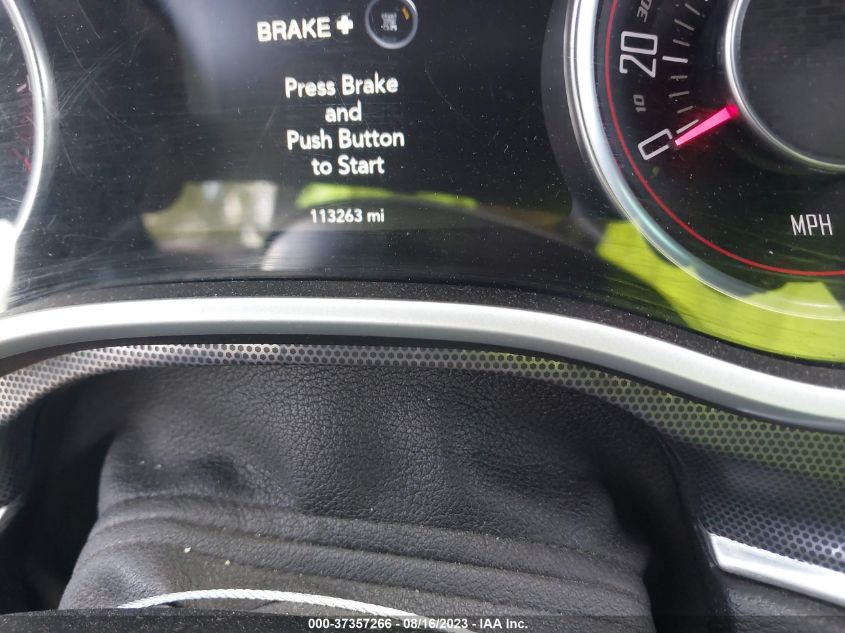 BRAKE +
Press Brake
and
Push Button
to Start
113263 mi
0
10
20
30
MPH
000-37357266 - 08/16/2023 - IAA Inc.